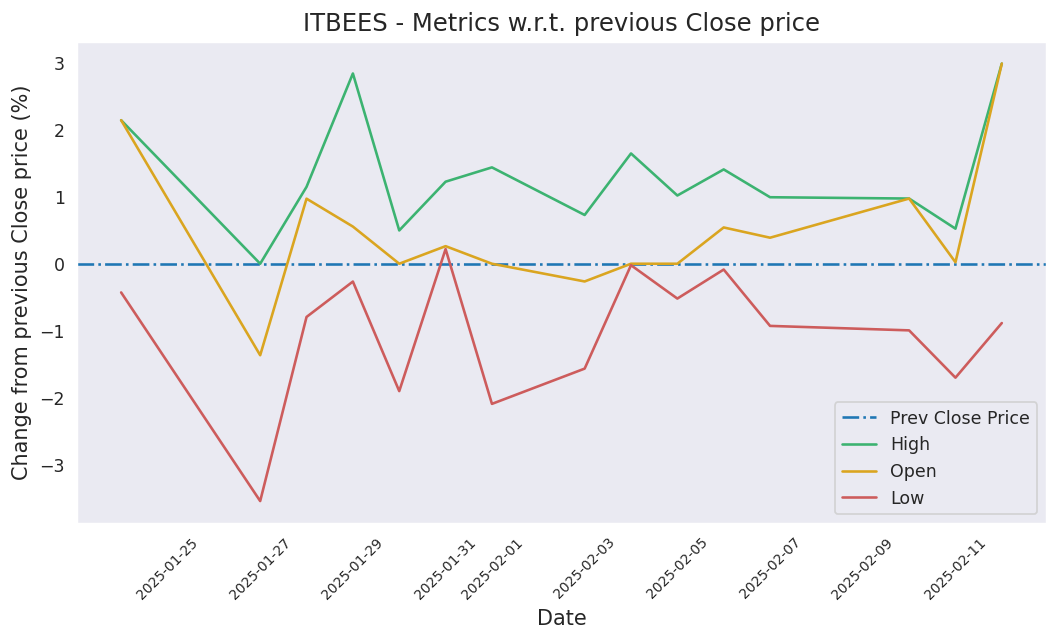 ITBEES - Metrics w.r.t. previous Close price
Change from previous Close price (%)
3
2
1
0
−1
−2
−3
Prev Close Price
High
Open
Low
2025-01-25
2025-01-27
2025-01-29
2025-01-31
2025-02-01
2025-02-03
2025-02-05
2025-02-07
2025-02-09
2025-02-11
Date